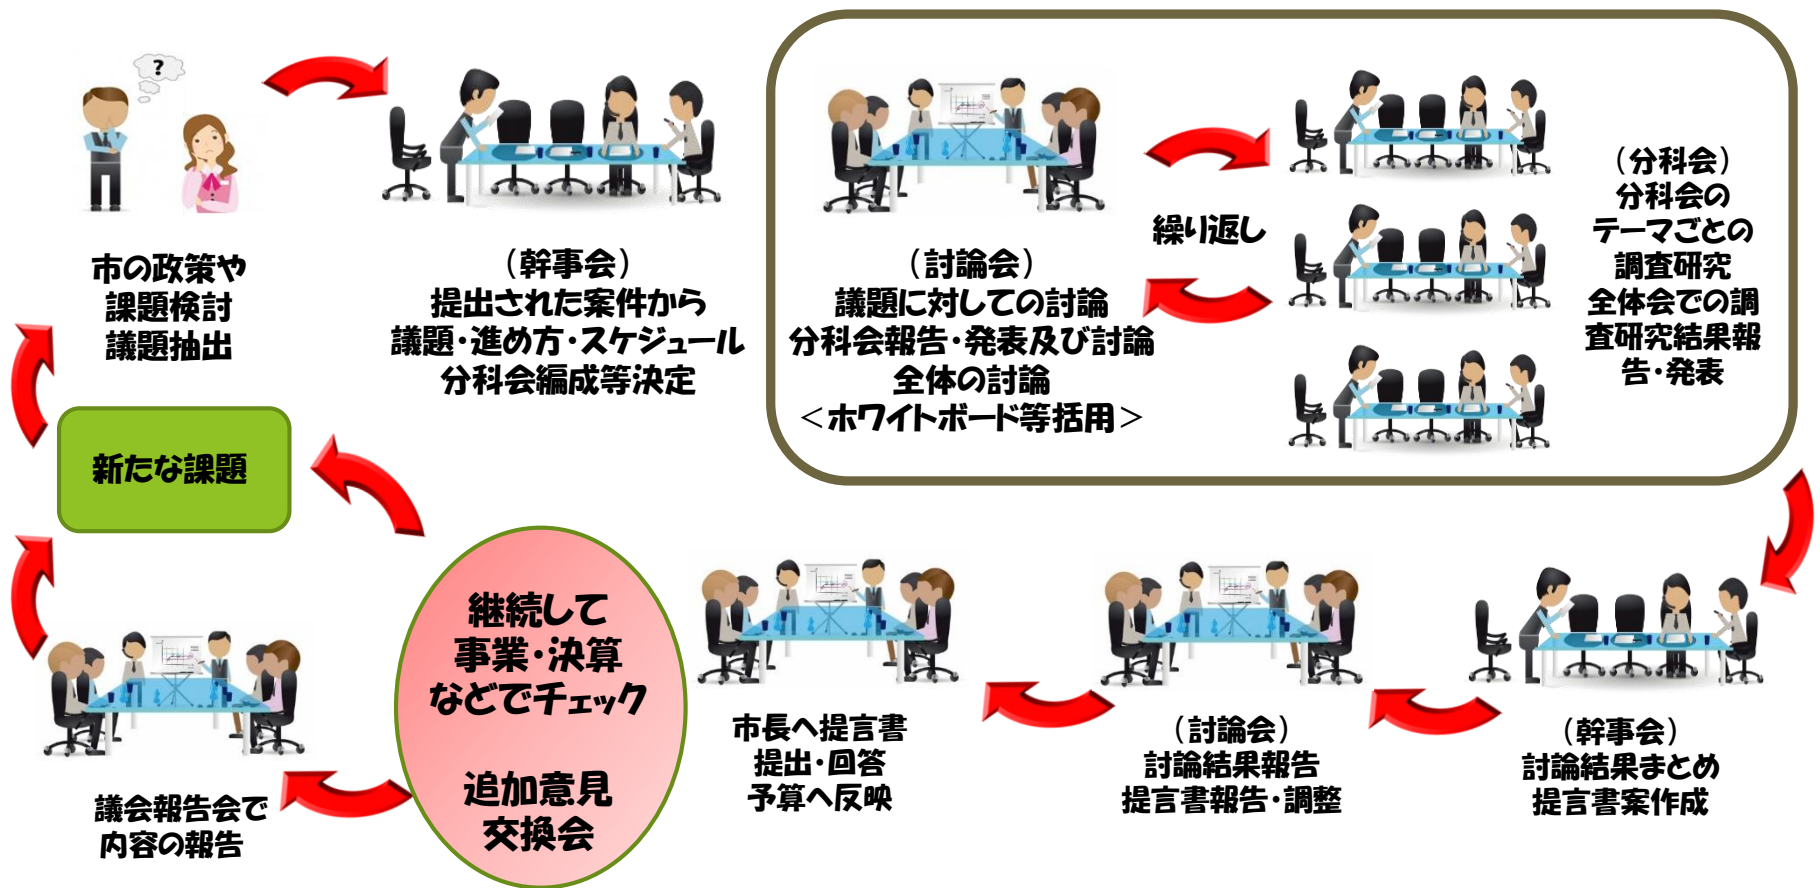 ?
市の政策や
課題検討
議題抽出
（幹事会）
提出された案件から
議題・進め方・スケジュール
分科会編成等決定
（討論会）
議題に対しての討論
分科会報告・発表及び討論
全体の討論
＜ホワイトボード等括用＞
繰り返し
（分科会）
分科会の
テーマごとの
調査研究
全体会での調
査研究結果報
告・発表
（幹事会）
討論結果まとめ
提言書案作成
（討論会）
討論結果報告
提言書報告・調整
市長へ提言書
提出・回答
予算へ反映
継続して
事業・決算
などでチェック
追加意見
交換会
議会報告会で
内容の報告
新たな課題